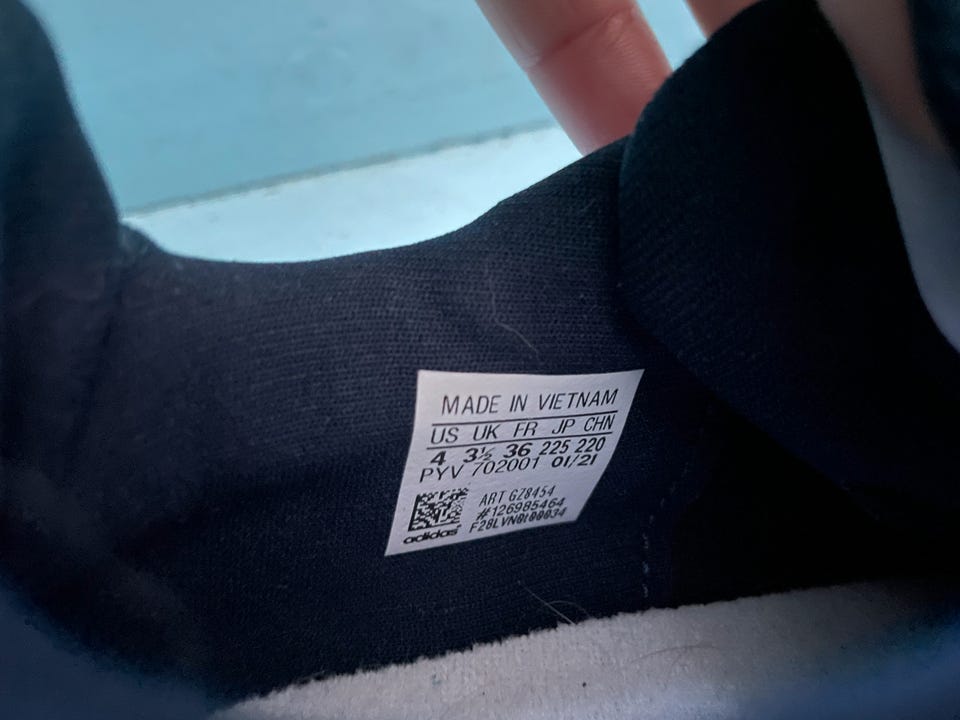 MADE IN VIETNAM
US UK FR JP CHN
4 3½ 36 225 220
PYV 702001 01/21
ART GZ8454
#126985464
adidas